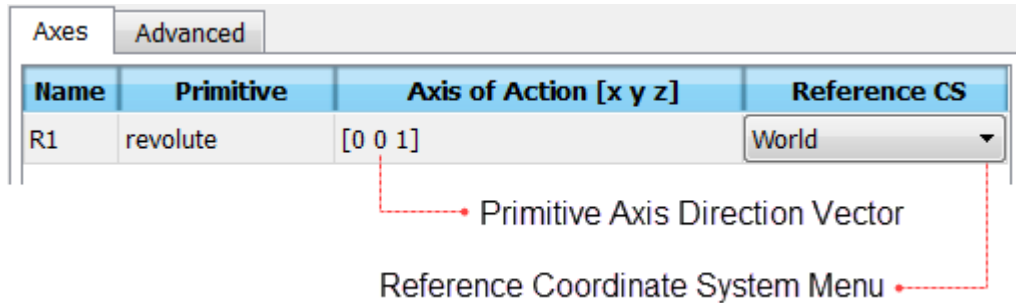 Axes Advanced
Name Primitive Axis of Action [x y z] Reference CS
R1 revolute [0 0 1] World
Primitive Axis Direction Vector
Reference Coordinate System Menu